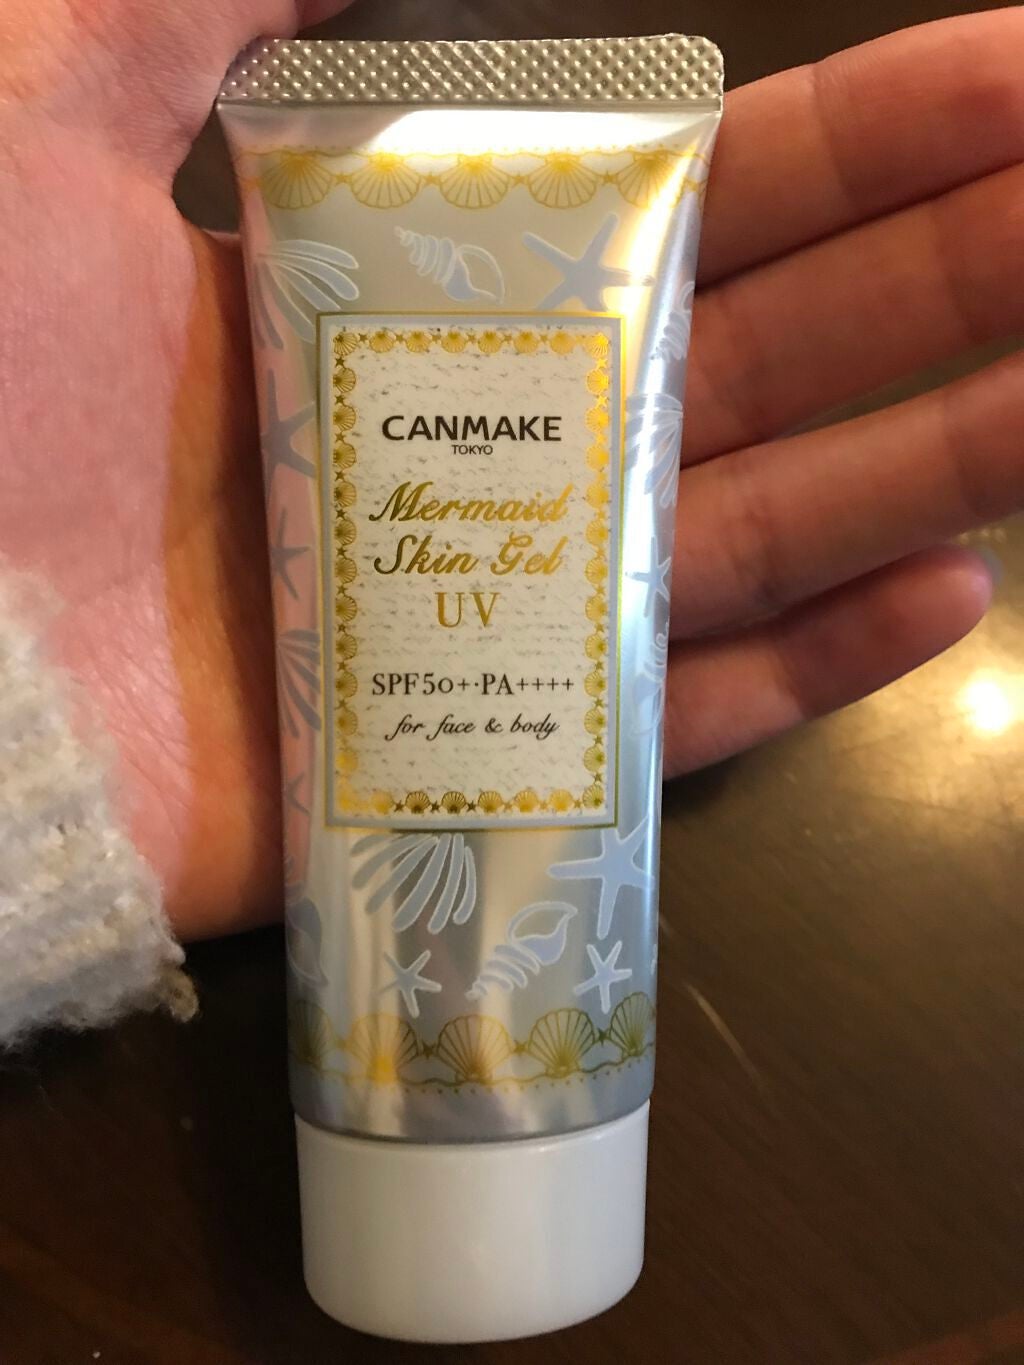 CANMAKE
TOKYO
Mermaid
Skin Gel
UV
SPF50+·PA++++
for face & body